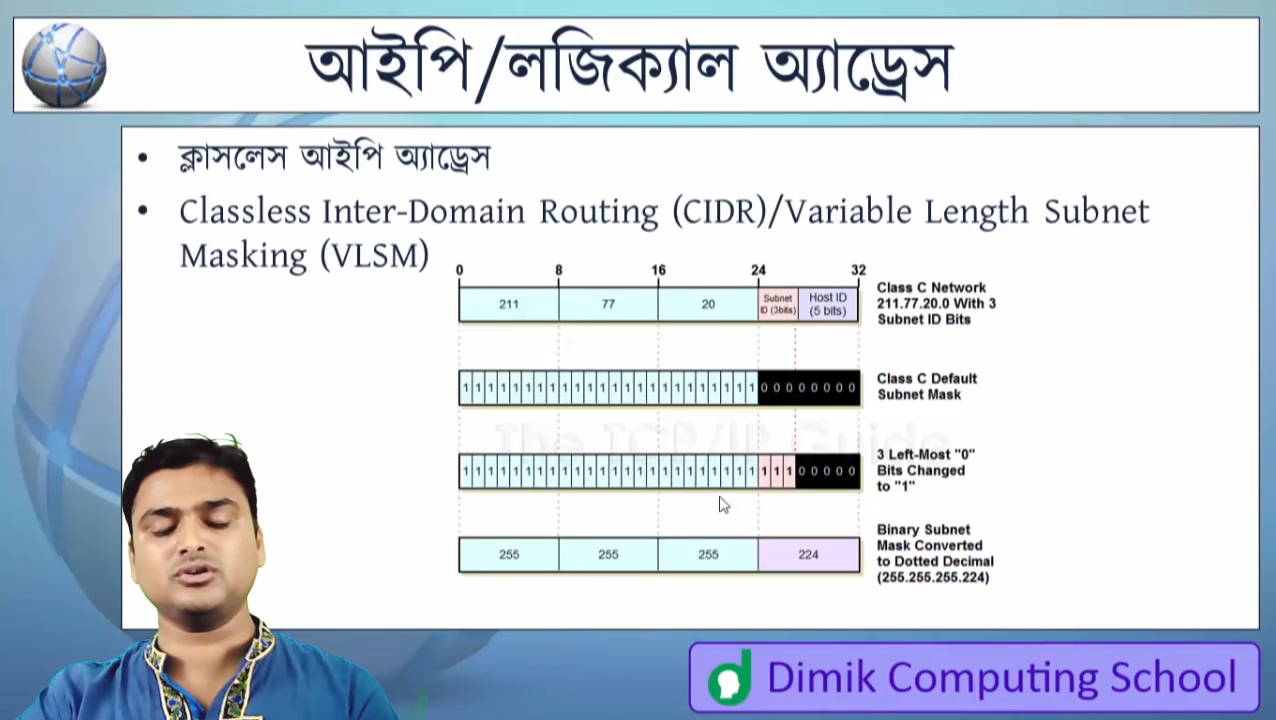 আইপি/লজিক্যাল অ্যাড্রেস
• ক্লাসলেস আইপি অ্যাড্রেস
• Classless Inter-Domain Routing (CIDR)/Variable Length Subnet
Masking (VLSM)
0 8 16 24 32
211 77 20 Subnet ID (3bits) Host ID (5 bits)
Class C Network
211.77.20.0 With 3
Subnet ID Bits
1 1 1 1 1 1 1 1 1 1 1 1 1 1 1 1 1 1 1 1 1 1 1 1 0 0 0 0 0 0 0 0
Class C Default
Subnet Mask
The TCP/IP Guide
1 1 1 1 1 1 1 1 1 1 1 1 1 1 1 1 1 1 1 1 1 1 1 1 1 1 1 0 0 0 0 0
3 Left-Most "0"
Bits Changed
to "1"
255 255 255 224
Binary Subnet
Mask Converted
to Dotted Decimal
(255.255.255.224)
Dimik Computing School